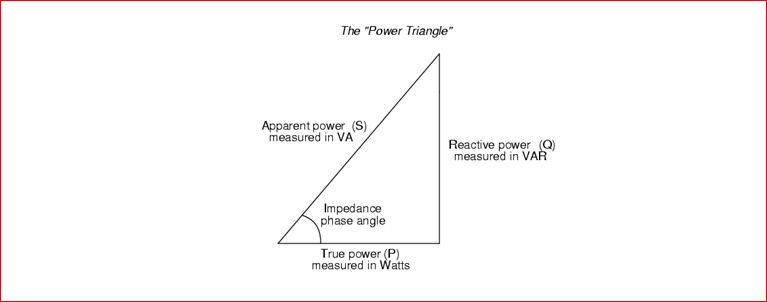 The "Power Triangle"
Apparent power (S)
measured in VA
Reactive power (Q)
measured in VAR
Impedance
phase angle
True power (P)
measured in Watts